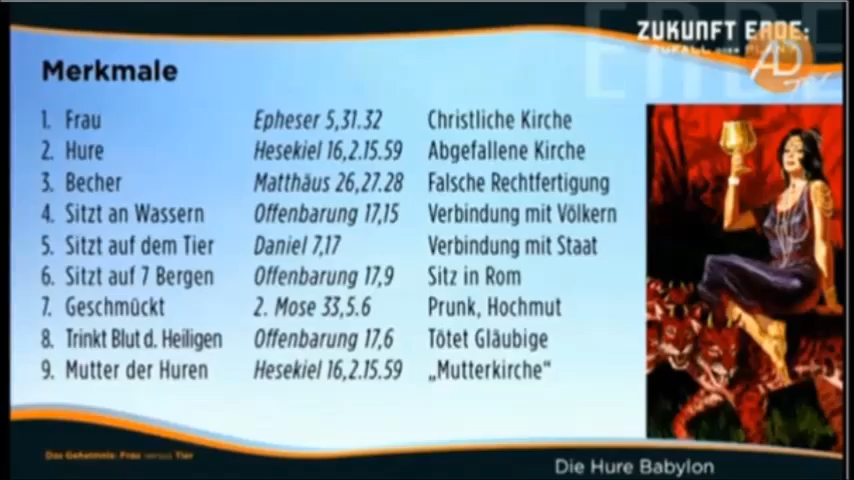 ZUKUNFT ERDE:
Merkmale
1. Frau Epheser 5,31.32 Christliche Kirche
2. Hure Hesekiel 16,2.15.59 Abgefallene Kirche
3. Becher Matthäus 26,27.28 Falsche Rechtfertigung
4. Sitzt an Wassern Offenbarung 17,15 Verbindung mit Völkern
5. Sitzt auf dem Tier Daniel 7,17 Verbindung mit Staat
6. Sitzt auf 7 Bergen Offenbarung 17,9 Sitz in Rom
7. Geschmückt 2. Mose 33,5.6 Prunk, Hochmut
8. Trinkt Blut d. Heiligen Offenbarung 17,6 Tötet Gläubige
9. Mutter der Huren Hesekiel 16,2.15.59 „Mutterkirche“
Das Geheimnis: Frau versus Tier
Die Hure Babylon